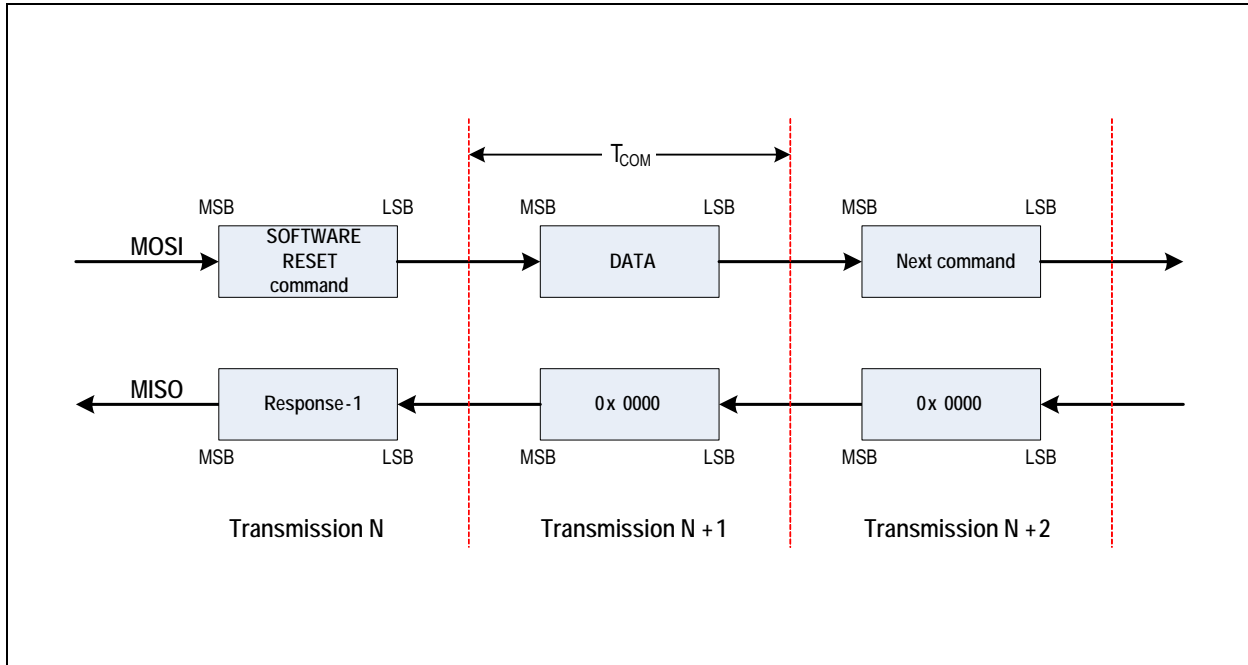 T_COM
MSB LSB MSB LSB MSB LSB
MOSI
SOFTWARE
RESET
command
DATA
Next command
MISO
Response-1
0x 0000
0x 0000
MSB LSB MSB LSB MSB LSB
Transmission N
Transmission N +1
Transmission N +2